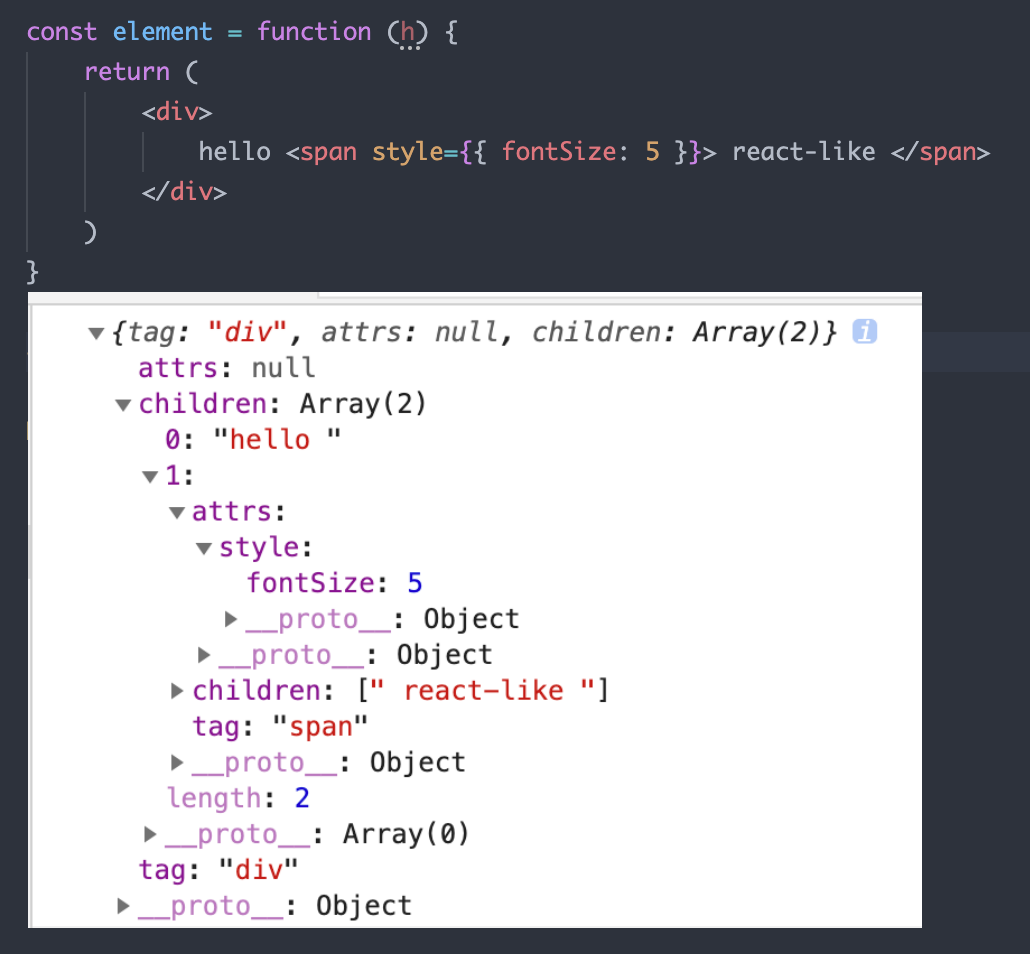 const element = function (h) {
return (
<div>
hello <span style={{ fontSize: 5 }}> react-like </span>
</div>
)
}
▼{tag: "div", attrs: null, children: Array(2)} i
attrs: null
▼children: Array(2)
0: "hello "
▼1:
▼attrs:
▼style:
fontSize: 5
▶__proto__: Object
▶__proto__: Object
▶children: [" react-like "]
tag: "span"
▶__proto__: Object
length: 2
▶__proto__: Array(0)
tag: "div"
▶__proto__: Object